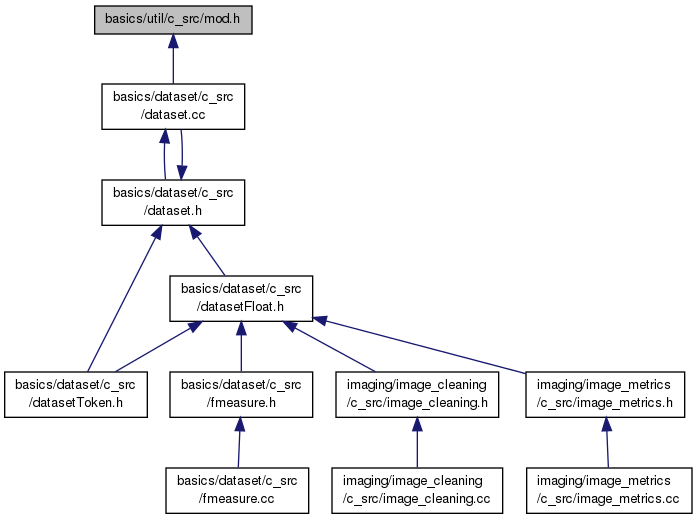 basics/util/c_src/mod.h
basics/dataset/c_src
/dataset.cc
basics/dataset/c_src
/dataset.h
basics/dataset/c_src
/datasetFloat.h
basics/dataset/c_src
/datasetToken.h
basics/dataset/c_src
/fmeasure.h
imaging/image_cleaning
/c_src/image_cleaning.h
imaging/image_metrics
/c_src/image_metrics.h
basics/dataset/c_src
/fmeasure.cc
imaging/image_cleaning
/c_src/image_cleaning.cc
imaging/image_metrics
/c_src/image_metrics.cc